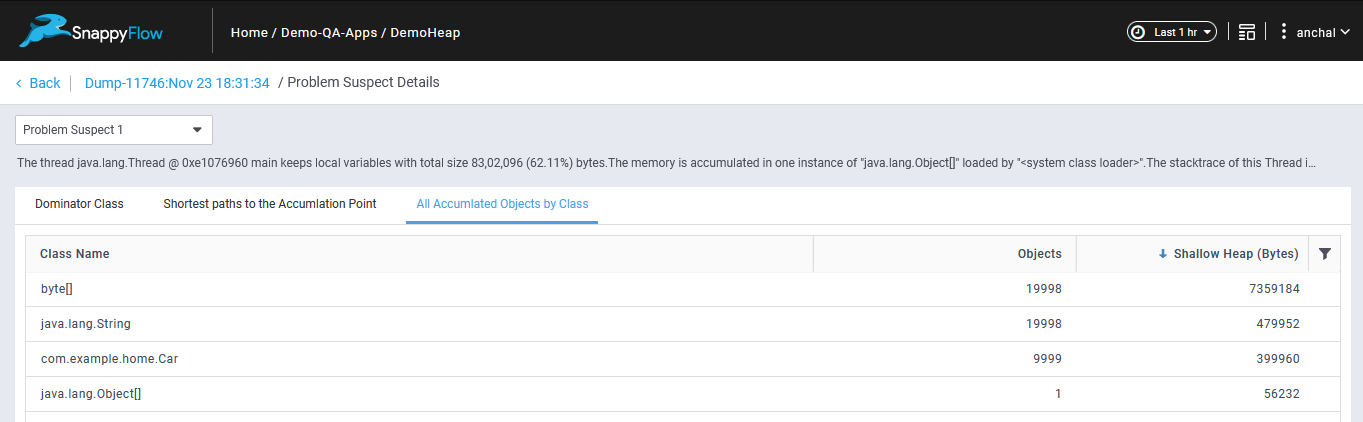 SnappyFlow Home / Demo-QA-Apps / DemoHeap Last 1 hr anchal
Back Dump-11746:Nov 23 18:31:34 / Problem Suspect Details
Problem Suspect 1
The thread java.lang.Thread @ 0xe1076960 main keeps local variables with total size 83,02,096 (62.11%) bytes.The memory is accumulated in one instance of "java.lang.Object[]" loaded by "<system class loader>".The stacktrace of this Thread i...
Dominator Class Shortest paths to the Accumlation Point All Accumlated Objects by Class
Class Name Objects Shallow Heap (Bytes)
byte[] 19998 7359184
java.lang.String 19998 479952
com.example.home.Car 9999 399960
java.lang.Object[] 1 56232